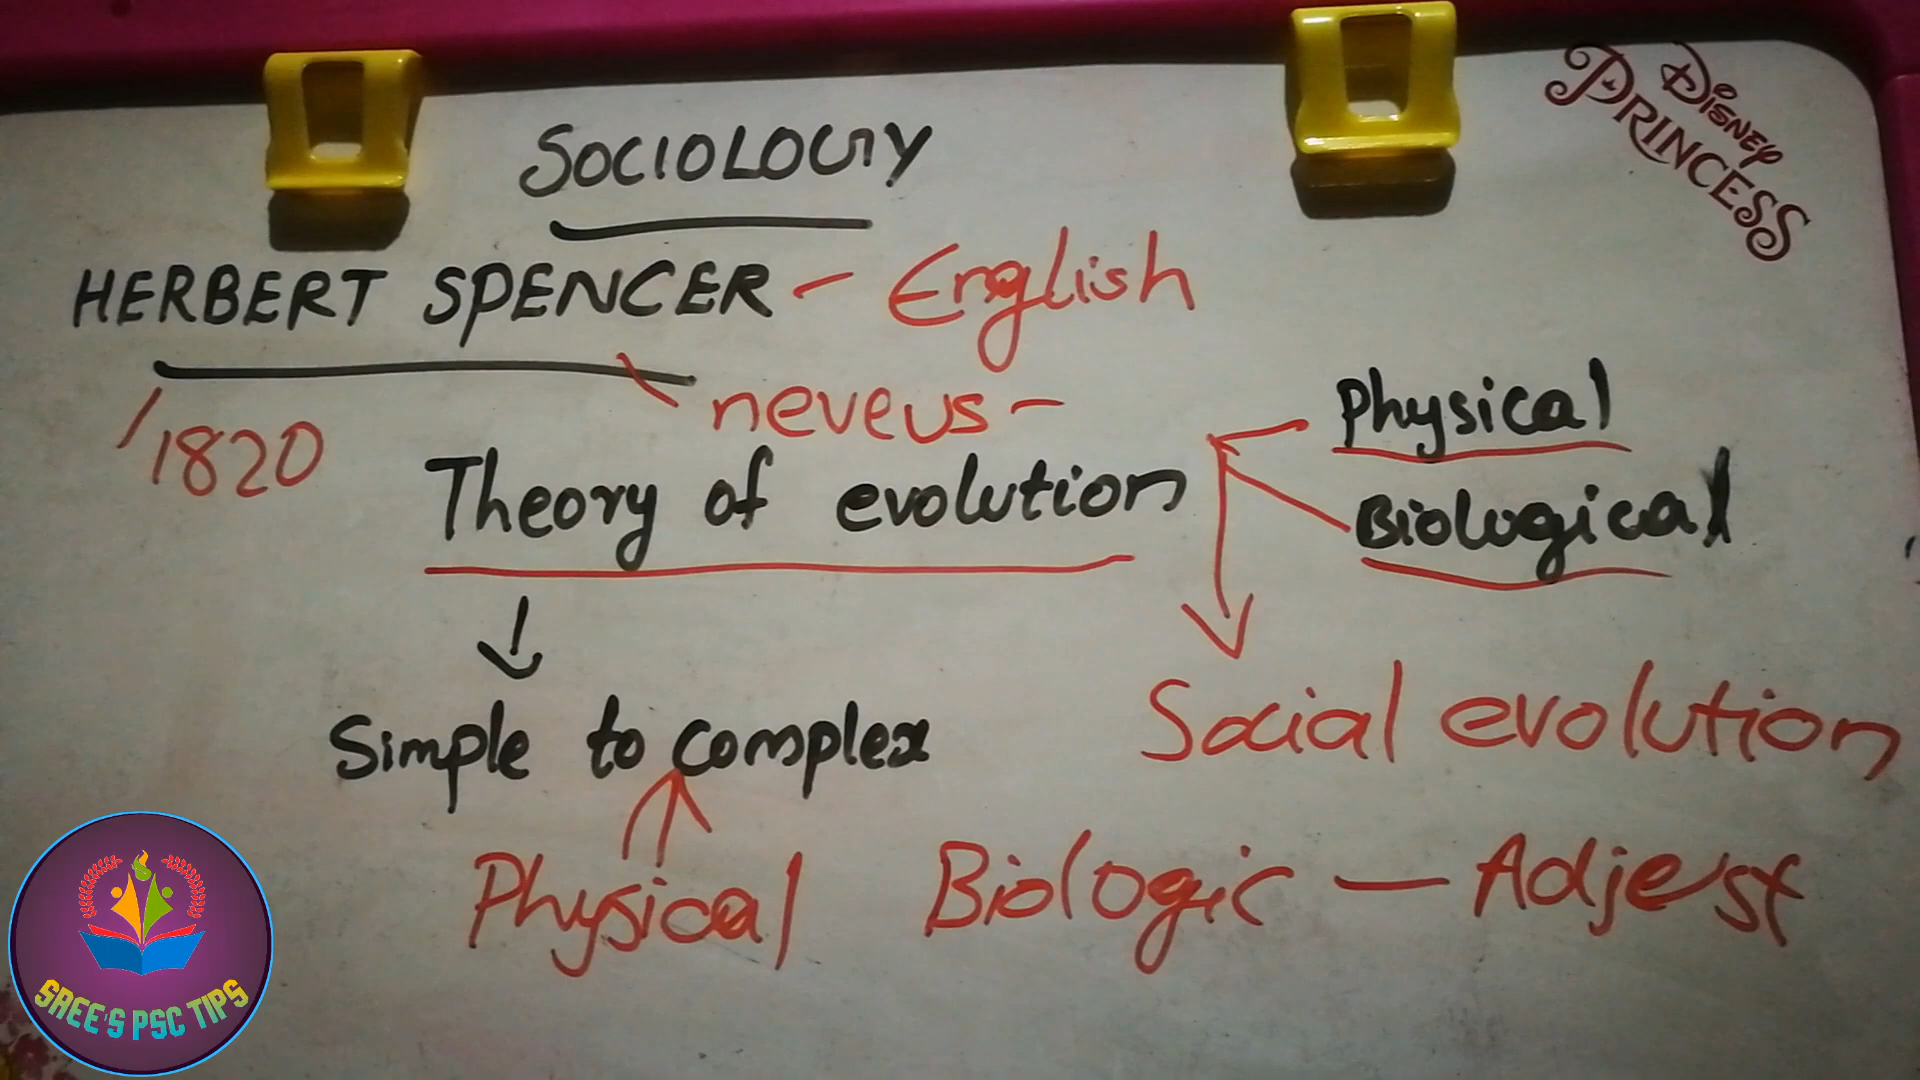 DISNEY
PRINCESS
SOCIOLOGY
HERBERT SPENCER - English
1820
neveus -
Theory of evolution
Physical
Biological
Simple to complex
Social evolution
Physical Biologic - Adjest
SREE'S PSC TIPS